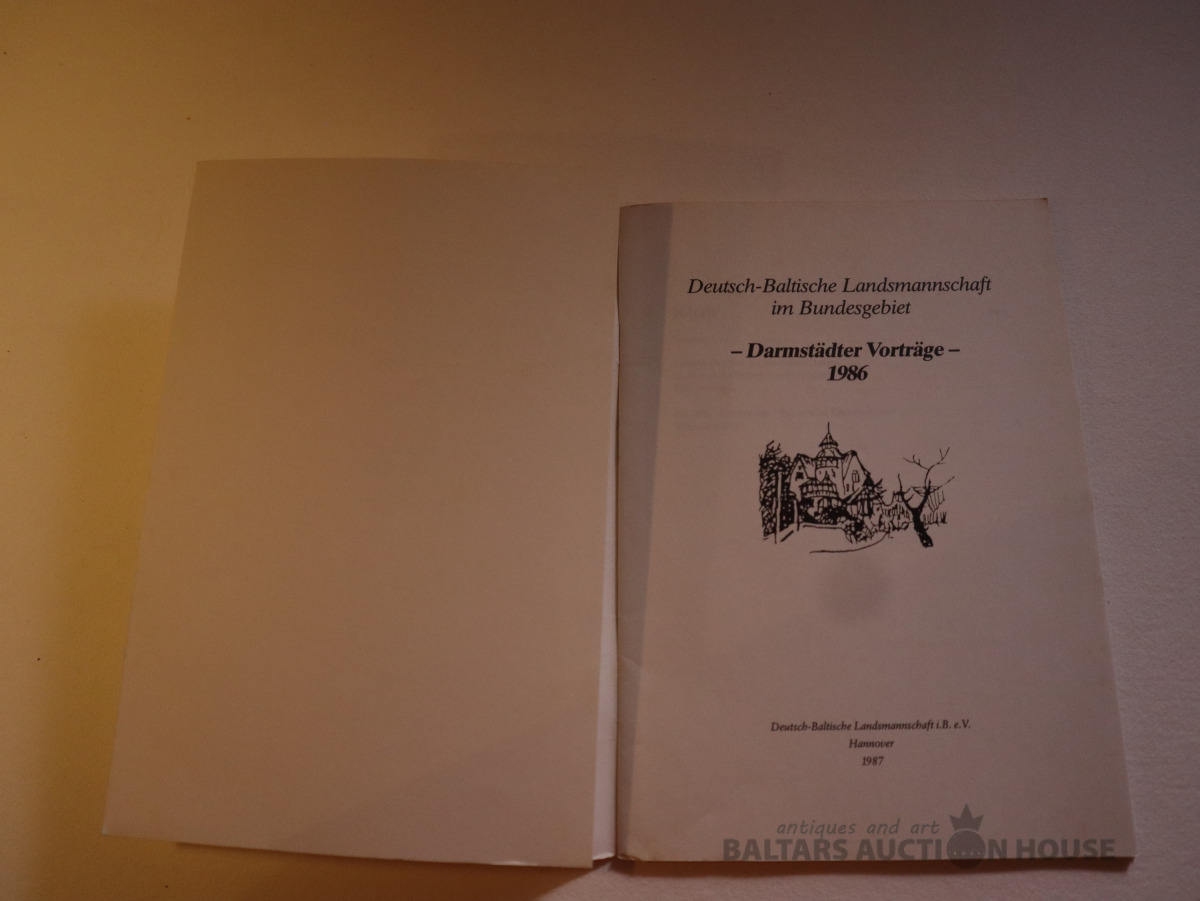 Deutsch-Baltische Landsmannschaft
im Bundesgebiet
– Darmstädter Vorträge –
1986
Deutsch-Baltische Landsmannschaft i.B. e.V.
Hannover
1987
antiques and art
BALTARS AUCTION HOUSE